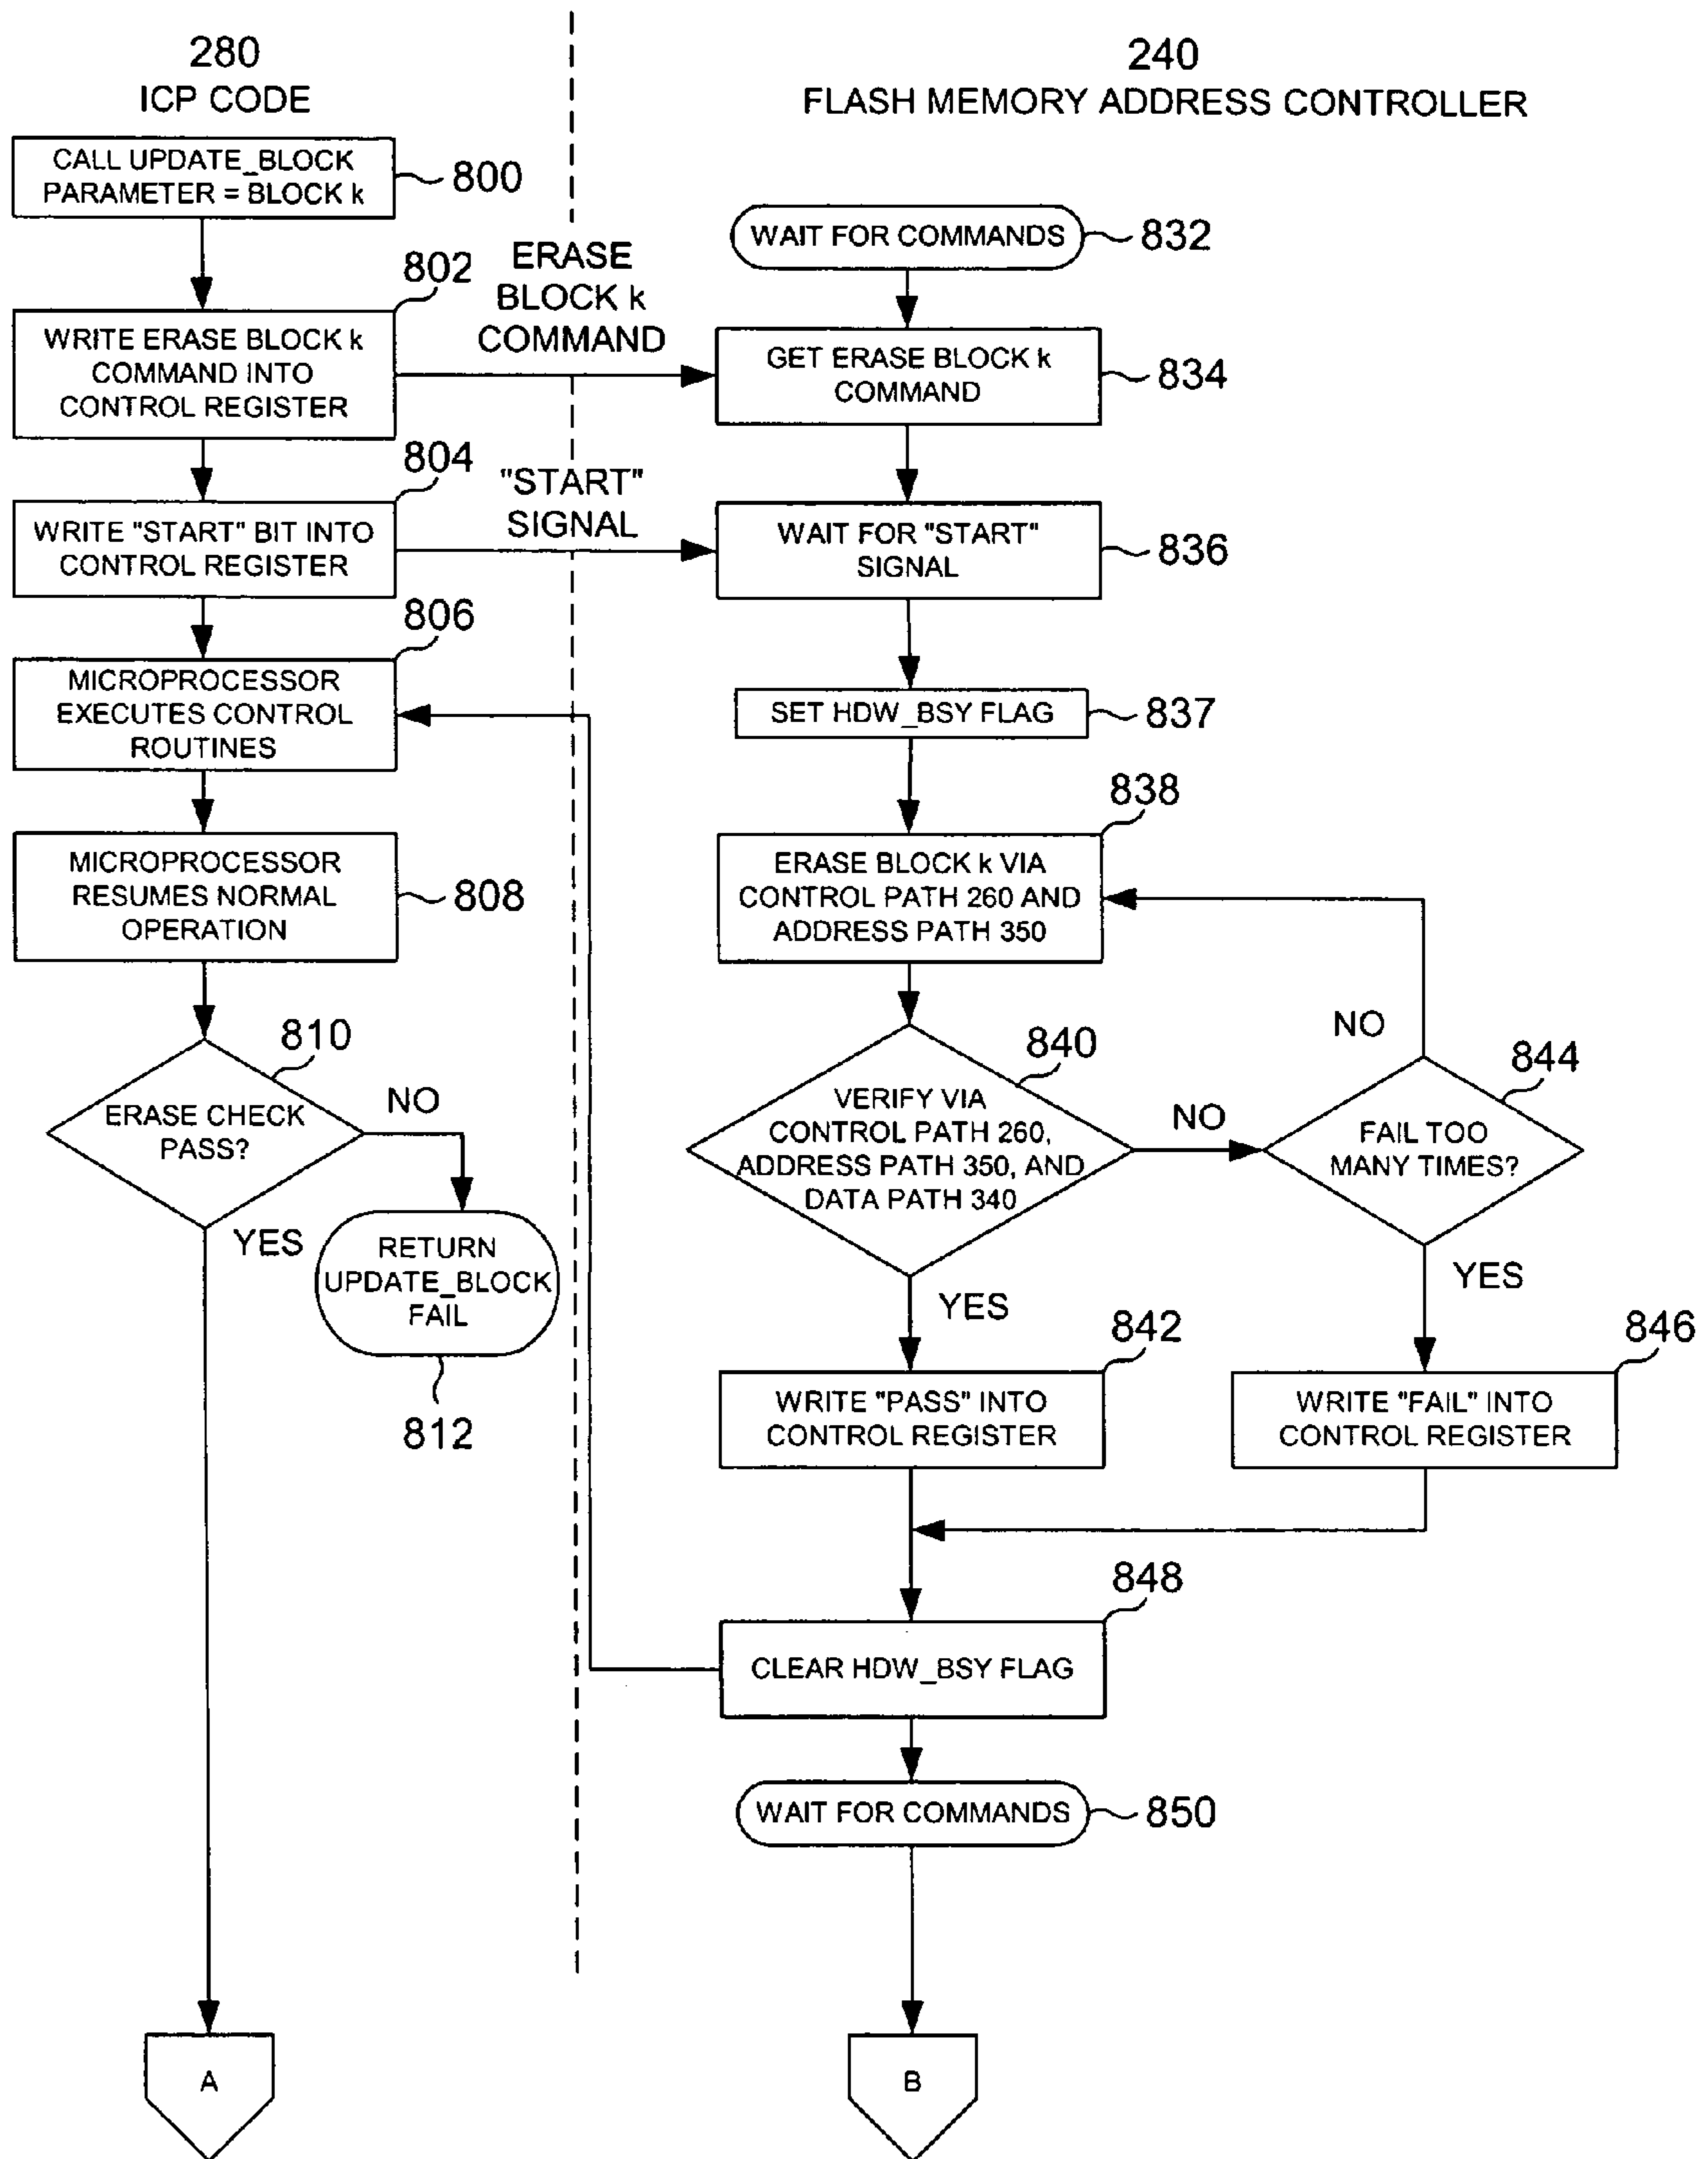 280
ICP CODE
CALL UPDATE_BLOCK
PARAMETER = BLOCK k
800
802
WRITE ERASE BLOCK k
COMMAND INTO
CONTROL REGISTER
804
WRITE "START" BIT INTO
CONTROL REGISTER
806
MICROPROCESSOR
EXECUTES CONTROL
ROUTINES
MICROPROCESSOR
RESUMES NORMAL
OPERATION
808
810
ERASE CHECK
PASS?
NO
YES
RETURN
UPDATE_BLOCK
FAIL
812
A
ERASE
BLOCK k
COMMAND
"START"
SIGNAL
240
FLASH MEMORY ADDRESS CONTROLLER
WAIT FOR COMMANDS
832
GET ERASE BLOCK k
COMMAND
834
WAIT FOR "START"
SIGNAL
836
SET HDW_BSY FLAG
837
838
ERASE BLOCK k VIA
CONTROL PATH 260 AND
ADDRESS PATH 350
840
VERIFY VIA
CONTROL PATH 260,
ADDRESS PATH 350, AND
DATA PATH 340
NO
NO
844
FAIL TOO
MANY TIMES?
YES
YES
842
WRITE "PASS" INTO
CONTROL REGISTER
846
WRITE "FAIL" INTO
CONTROL REGISTER
848
CLEAR HDW_BSY FLAG
WAIT FOR COMMANDS
850
B